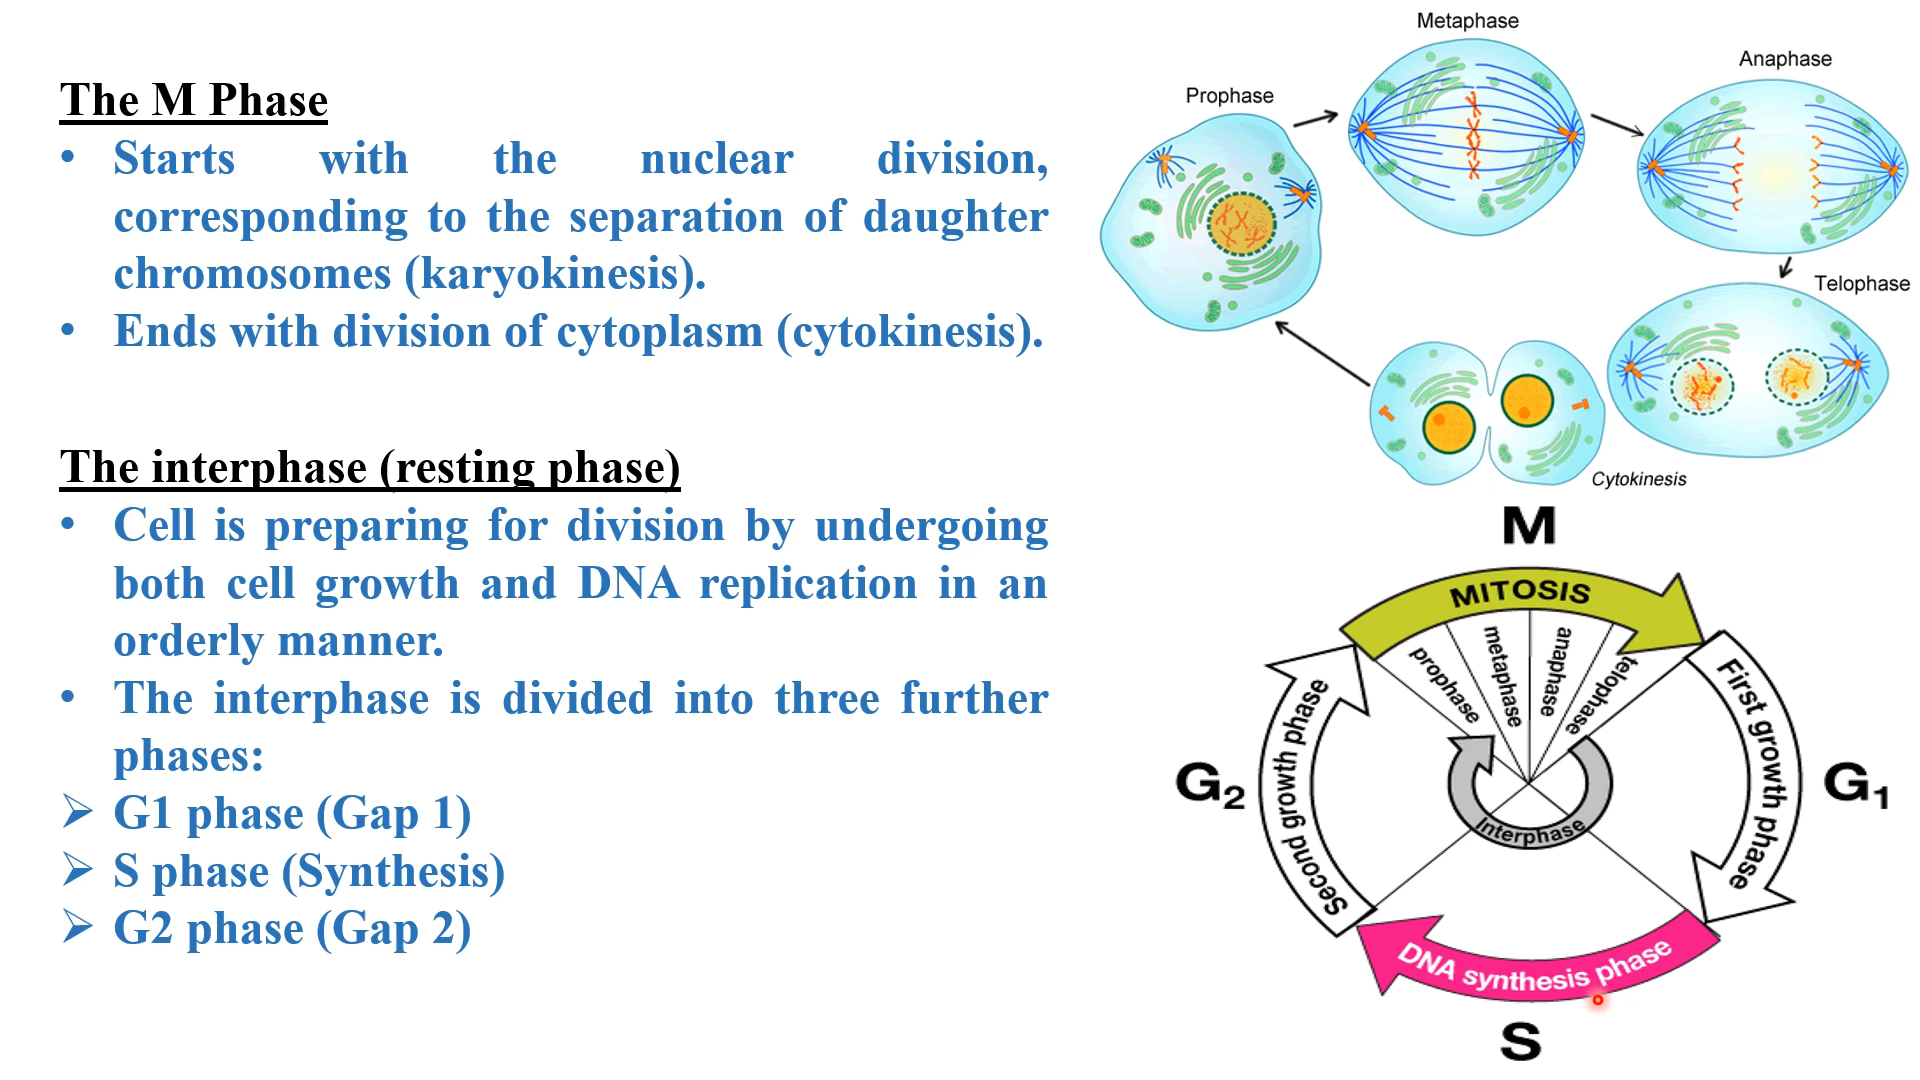 The M Phase
• Starts with the nuclear division,
corresponding to the separation of daughter
chromosomes (karyokinesis).
• Ends with division of cytoplasm (cytokinesis).
The interphase (resting phase)
• Cell is preparing for division by undergoing
both cell growth and DNA replication in an
orderly manner.
• The interphase is divided into three further
phases:
➢ G1 phase (Gap 1)
➢ S phase (Synthesis)
➢ G2 phase (Gap 2)
Metaphase
Anaphase
Prophase
Telophase
Cytokinesis
M
MITOSIS
prophase
metaphase
anaphase
telophase
First growth phase
G₁
Second growth phase
G₂
Interphase
DNA synthesis phase
S